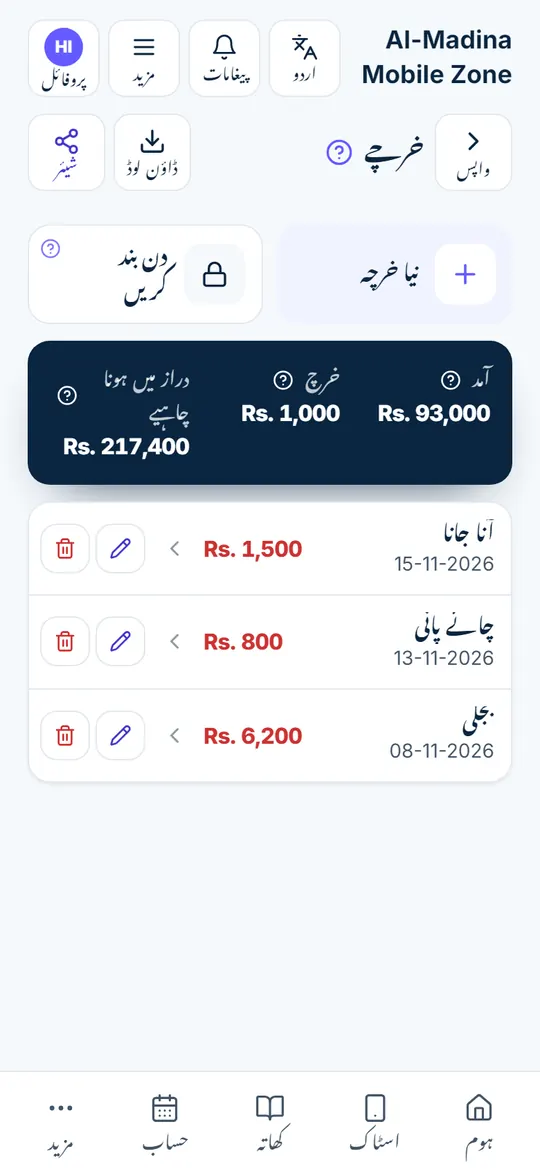 Al-Madina
Mobile Zone
اردو
پیغامات
مزید
HI
پروفائل
واپس
خرچے
ڈاؤن لوڈ
شیئر
نیا خرچہ
دن بند
کریں
آمد
Rs. 93,000
خرچ
Rs. 1,000
دراز میں ہونا
چاہیے
Rs. 217,400
آنا جانا
15-11-2026
Rs. 1,500
چائے پانی
13-11-2026
Rs. 800
بجلی
08-11-2026
Rs. 6,200
ہوم
اسٹاک
کھاتہ
حساب
مزید